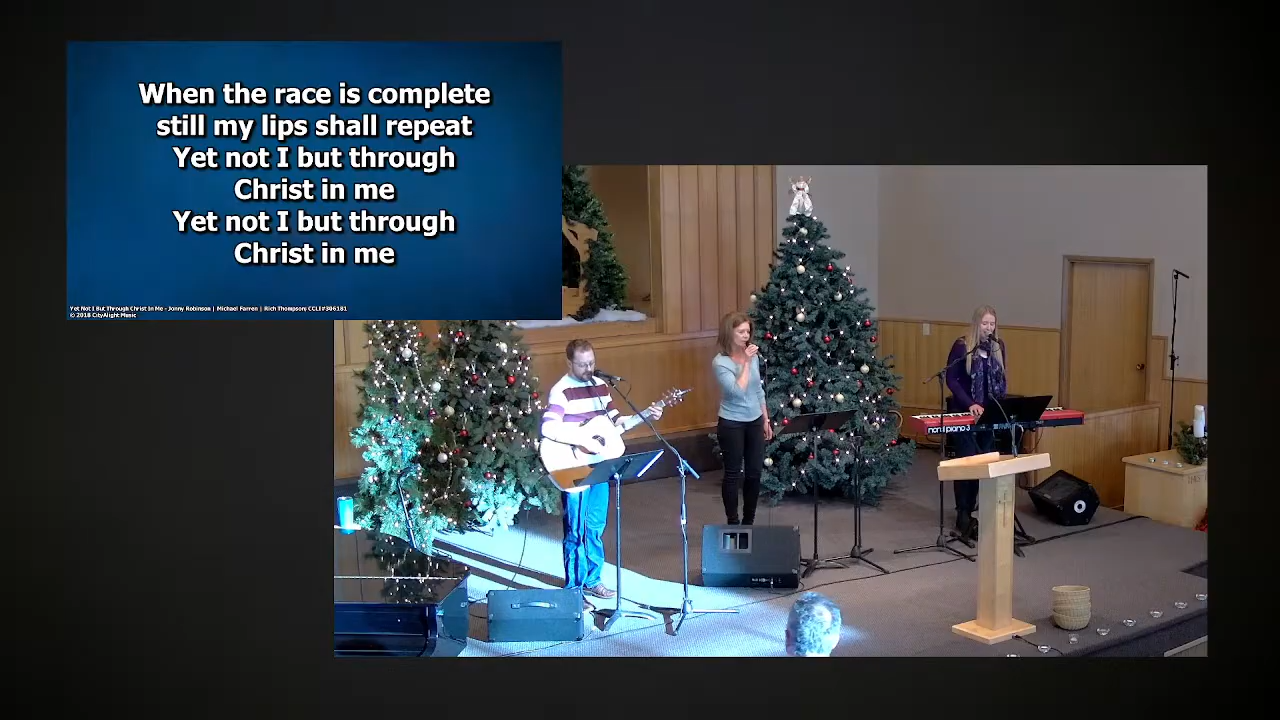 When the race is complete
still my lips shall repeat
Yet not I but through
Christ in me
Yet not I but through
Christ in me
Yet Not I But Through Christ In Me - Jonny Robinson | Michael Farren | Rich Thompson; CCLI#386181
© 2018 CityAlight Music
nord piano 3